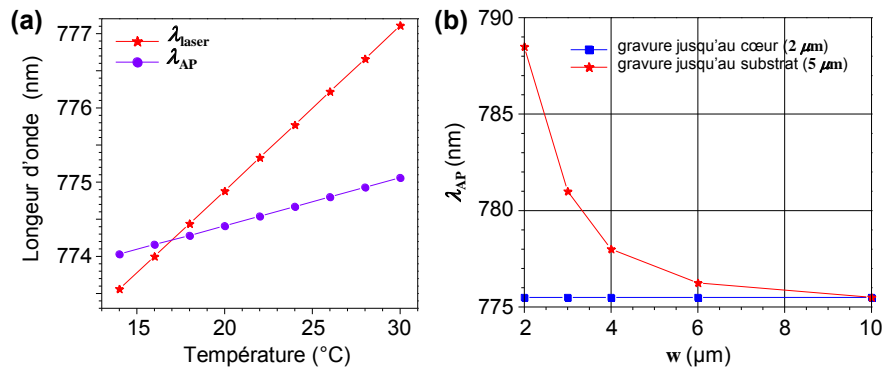 (a)
λlaser
λAP
777
776
775
774
Longeur d'onde (nm)
15 20 25 30
Température (°C)
(b)
gravure jusqu'au cœur (2 μm)
gravure jusqu'au substrat (5 μm)
790
785
780
775
λAP (nm)
2 4 6 8 10
w (μm)